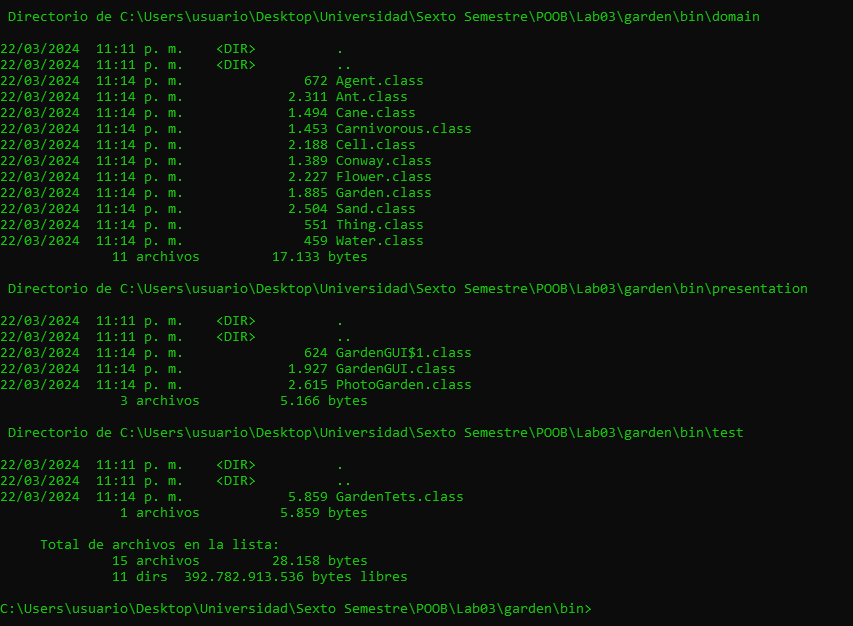 Directorio de C:\Users\usuario\Desktop\Universidad\Sexto Semestre\POOB\Lab03\garden\bin\domain
22/03/2024  11:11 p. m.    <DIR>          .
22/03/2024  11:11 p. m.    <DIR>          ..
22/03/2024  11:14 p. m.               672 Agent.class
22/03/2024  11:14 p. m.             2.311 Ant.class
22/03/2024  11:14 p. m.             1.494 Cane.class
22/03/2024  11:14 p. m.             1.453 Carnivorous.class
22/03/2024  11:14 p. m.             2.188 Cell.class
22/03/2024  11:14 p. m.             1.389 Conway.class
22/03/2024  11:14 p. m.             2.227 Flower.class
22/03/2024  11:14 p. m.             1.885 Garden.class
22/03/2024  11:14 p. m.             2.504 Sand.class
22/03/2024  11:14 p. m.               551 Thing.class
22/03/2024  11:14 p. m.               459 Water.class
11 archivos         17.133 bytes
Directorio de C:\Users\usuario\Desktop\Universidad\Sexto Semestre\POOB\Lab03\garden\bin\presentation
22/03/2024  11:11 p. m.    <DIR>          .
22/03/2024  11:11 p. m.    <DIR>          ..
22/03/2024  11:14 p. m.               624 GardenGUI$1.class
22/03/2024  11:14 p. m.             1.927 GardenGUI.class
22/03/2024  11:14 p. m.             2.615 PhotoGarden.class
3 archivos          5.166 bytes
Directorio de C:\Users\usuario\Desktop\Universidad\Sexto Semestre\POOB\Lab03\garden\bin\test
22/03/2024  11:11 p. m.    <DIR>          .
22/03/2024  11:11 p. m.    <DIR>          ..
22/03/2024  11:14 p. m.             5.859 GardenTets.class
1 archivos          5.859 bytes
Total de archivos en la lista:
15 archivos         28.158 bytes
11 dirs  392.782.913.536 bytes libres
C:\Users\usuario\Desktop\Universidad\Sexto Semestre\POOB\Lab03\garden\bin>